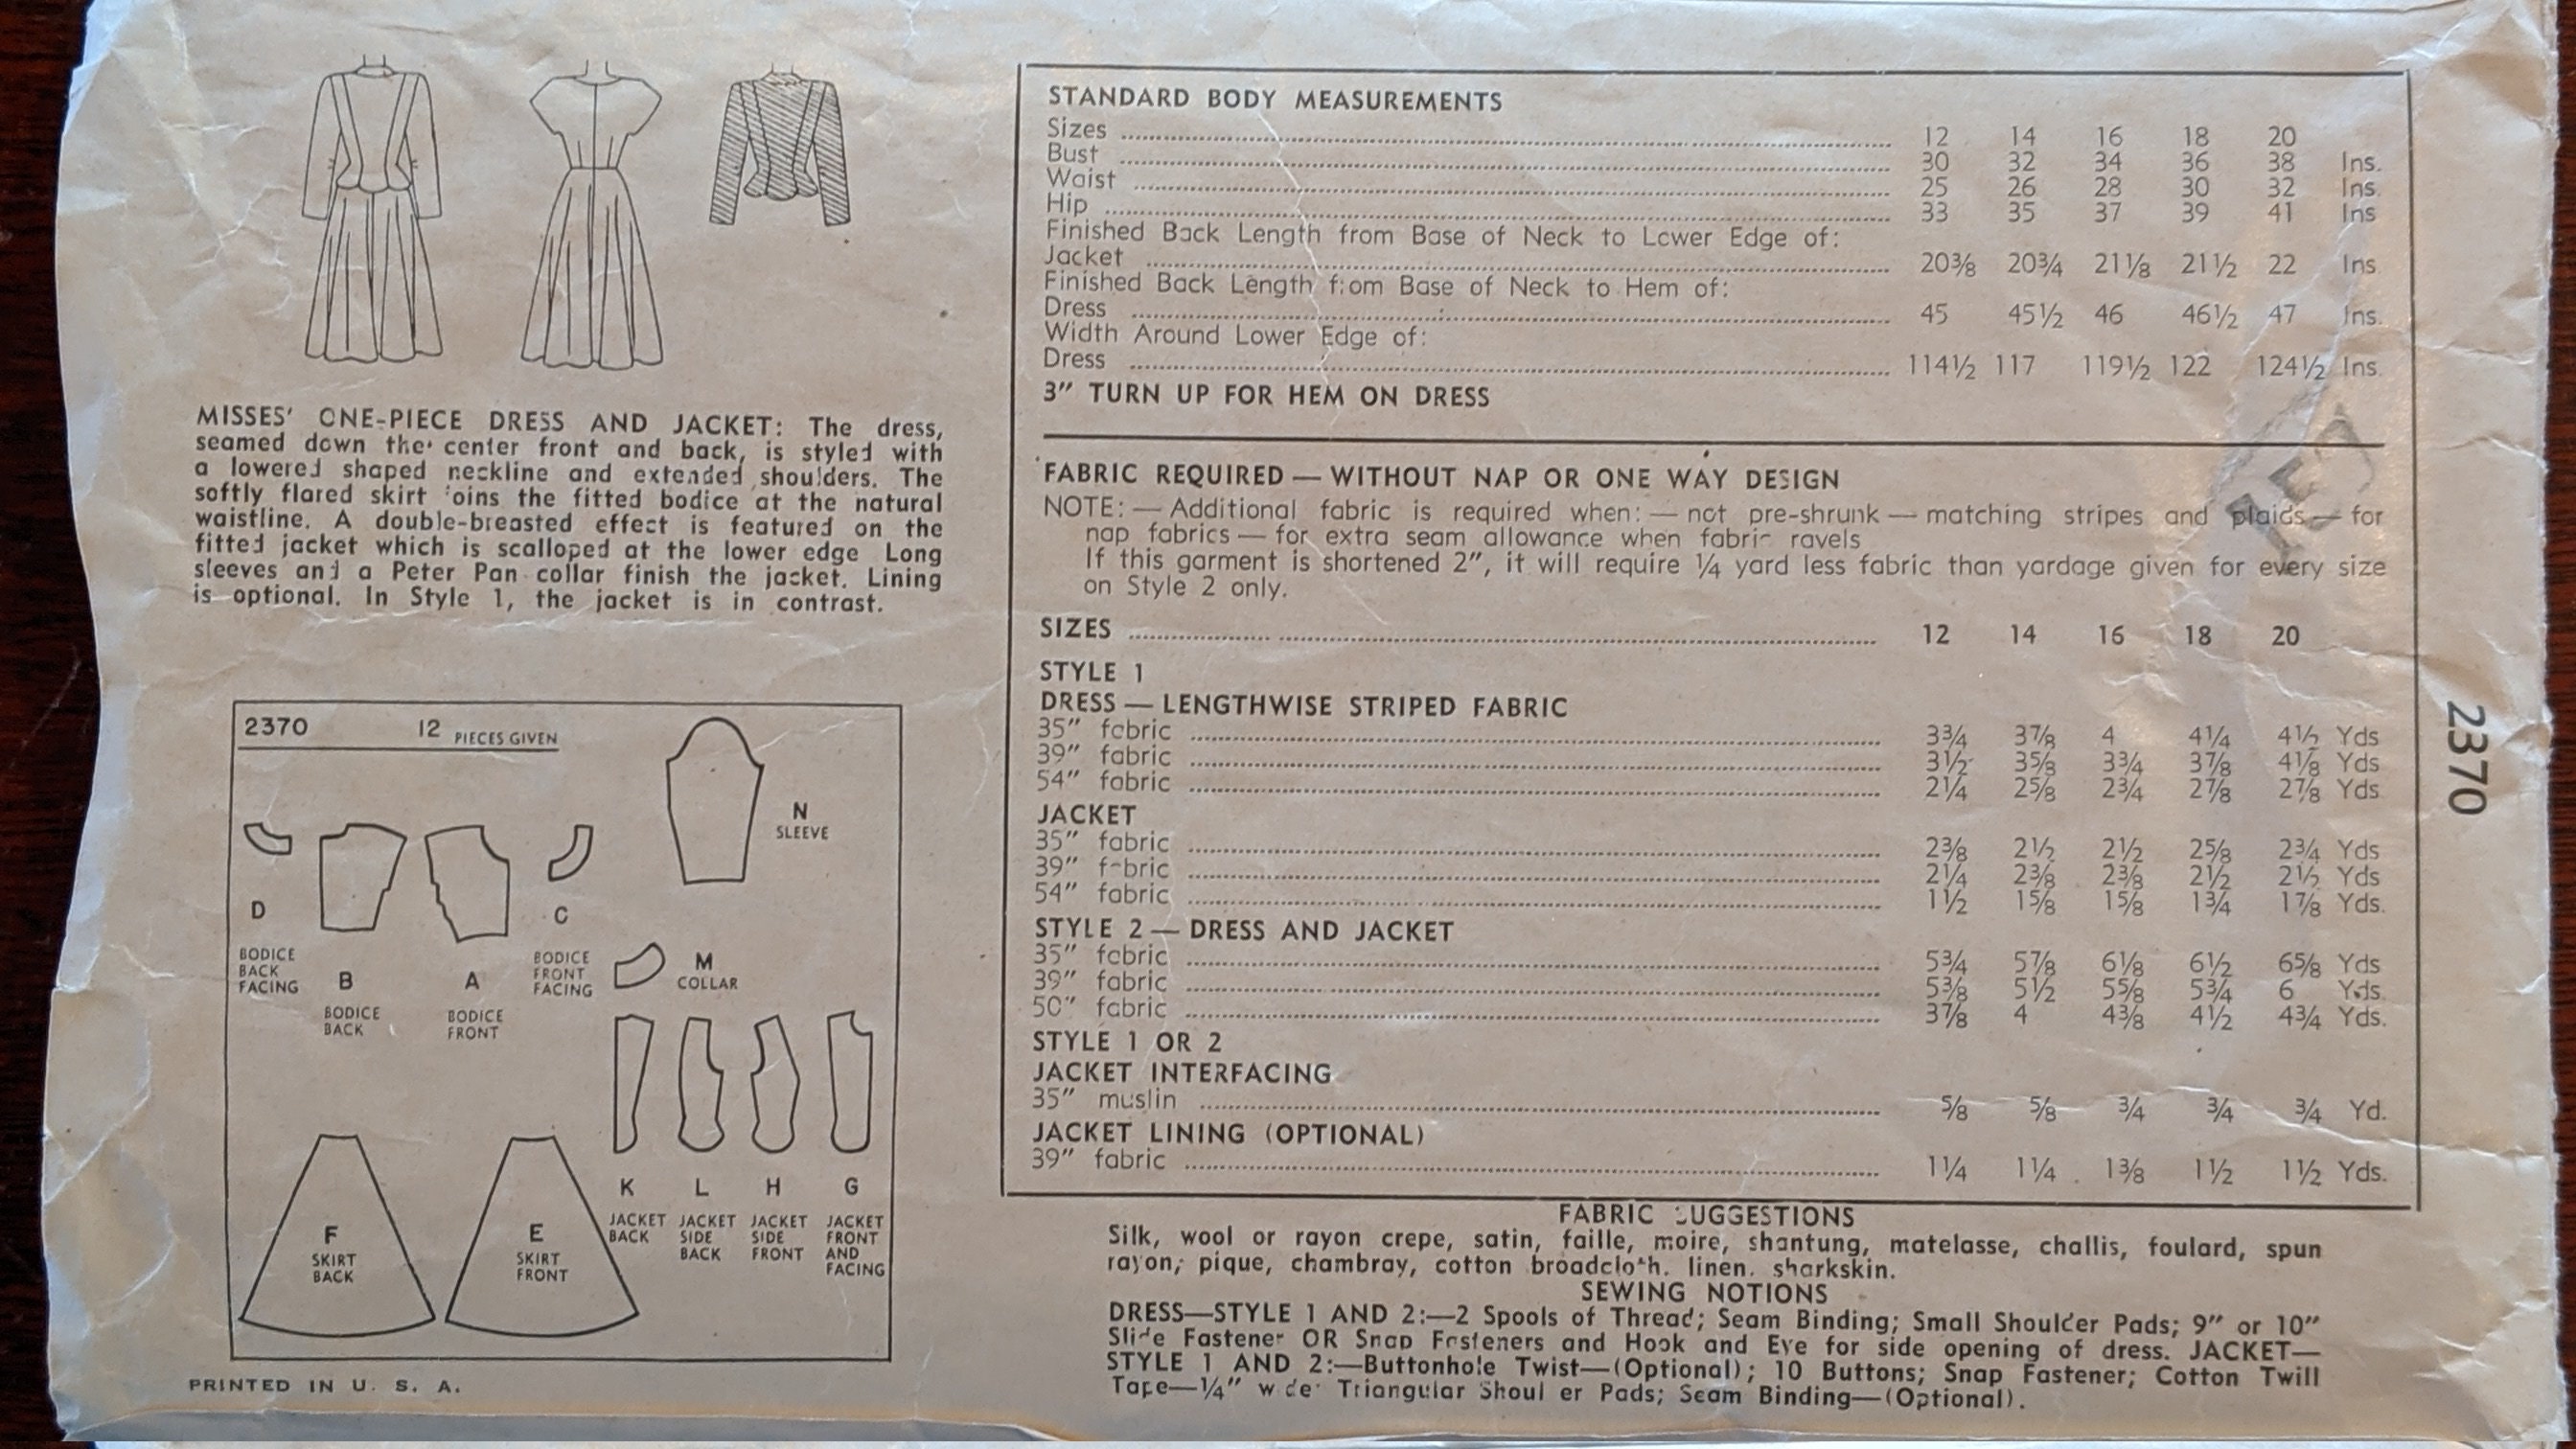 MISSES' ONE-PIECE DRESS AND JACKET: The dress,
seamed down the center front and back, is styled with
a lowered shaped neckline and extended shoulders. The
softly flared skirt joins the fitted bodice at the natural
waistline. A double-breasted effect is featured on the
fitted jacket which is scalloped at the lower edge Long
sleeves and a Peter Pan collar finish the jacket. Lining
is optional. In Style 1, the jacket is in contrast.
2370 12 PIECES GIVEN
N
SLEEVE
D
BODICE
BACK
FACING
B
BODICE
BACK
A
BODICE
FRONT
C
BODICE
FRONT
FACING
M
COLLAR
K
JACKET
BACK
L
JACKET
SIDE
BACK
H
JACKET
SIDE
FRONT
G
JACKET
FRONT
AND
FACING
F
SKIRT
BACK
E
SKIRT
FRONT
PRINTED IN U. S. A.
STANDARD BODY MEASUREMENTS
Sizes 12 14 16 18 20
Bust 30 32 34 36 38 Ins.
Waist 25 26 28 30 32 Ins.
Hip 33 35 37 39 41 Ins
Finished Back Length from Base of Neck to Lower Edge of:
Jacket 20⅜ 20¾ 21⅛ 21½ 22 Ins
Finished Back Length from Base of Neck to Hem of:
Dress 45 45½ 46 46½ 47 Ins.
Width Around Lower Edge of:
Dress 114½ 117 119½ 122 124½ Ins.
3" TURN UP FOR HEM ON DRESS
FABRIC REQUIRED — WITHOUT NAP OR ONE WAY DESIGN
NOTE: — Additional fabric is required when: — not pre-shrunk — matching stripes and plaids — for
nap fabrics — for extra seam allowance when fabric ravels
If this garment is shortened 2", it will require ¼ yard less fabric than yardage given for every size
on Style 2 only.
SIZES 12 14 16 18 20
STYLE 1
DRESS — LENGTHWISE STRIPED FABRIC
35" fabric 3¾ 3⅞ 4 4¼ 4½ Yds
39" fabric 3½ 3⅝ 3¾ 3⅞ 4⅛ Yds
54" fabric 2¼ 2⅝ 2¾ 2⅞ 2⅞ Yds
JACKET
35" fabric 2⅜ 2½ 2½ 2⅝ 2¾ Yds
39" fabric 2¼ 2⅜ 2⅜ 2½ 2½ Yds
54" fabric 1½ 1⅝ 1⅝ 1¾ 1⅞ Yds.
STYLE 2 — DRESS AND JACKET
35" fabric 5¾ 5⅞ 6⅛ 6½ 6⅝ Yds
39" fabric 5⅜ 5½ 5⅝ 5¾ 6 Yds.
50" fabric 3⅞ 4 4⅜ 4½ 4¾ Yds.
STYLE 1 OR 2
JACKET INTERFACING
35" muslin ⅝ ⅝ ¾ ¾ ¾ Yd.
JACKET LINING (OPTIONAL)
39" fabric 1¼ 1¼ 1⅜ 1½ 1½ Yds.
FABRIC SUGGESTIONS
Silk, wool or rayon crepe, satin, faille, moire, shantung, matelasse, challis, foulard, spun
rayon, pique, chambray, cotton broadcloth. linen. sharkskin.
SEWING NOTIONS
DRESS—STYLE 1 AND 2:—2 Spools of Thread; Seam Binding; Small Shoulder Pads; 9" or 10"
Slide Fastener OR Snap Fasteners and Hook and Eye for side opening of dress. JACKET—
STYLE 1 AND 2:—Buttonhole Twist—(Optional); 10 Buttons; Snap Fastener; Cotton Twill
Tape—¼" wide Triangular Shoulder Pads; Seam Binding—(Optional).
2370